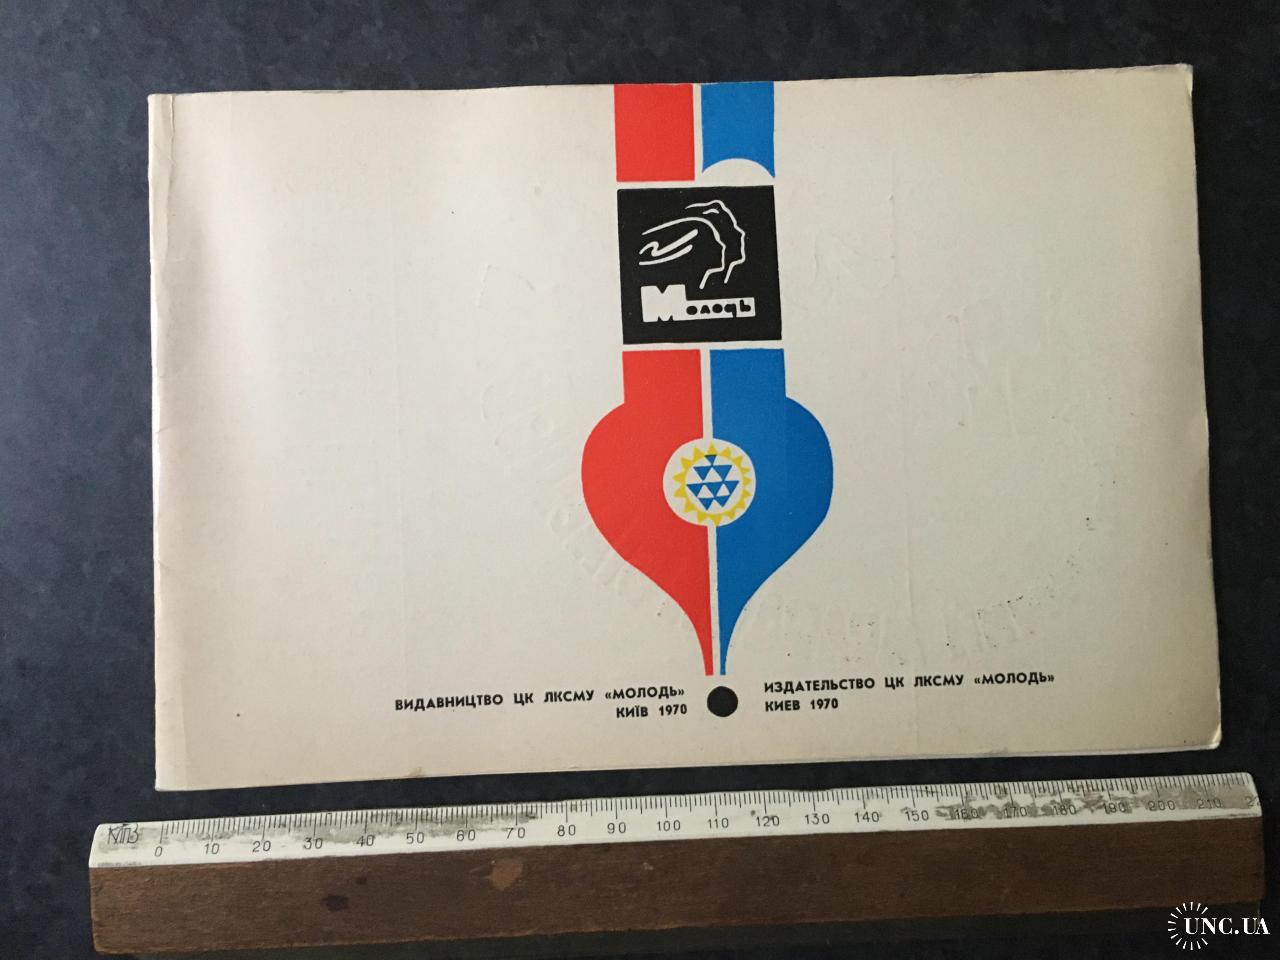 Молодь
ВИДАВНИЦТВО ЦК ЛКСМУ «МОЛОДЬ»
КИЇВ 1970
ИЗДАТЕЛЬСТВО ЦК ЛКСМУ «МОЛОДЬ»
КИЕВ 1970
0 10 20 30 40 50 60 70 80 90 100 110 120 130 140 150 160 170 180 190 200 210
UNC.UA